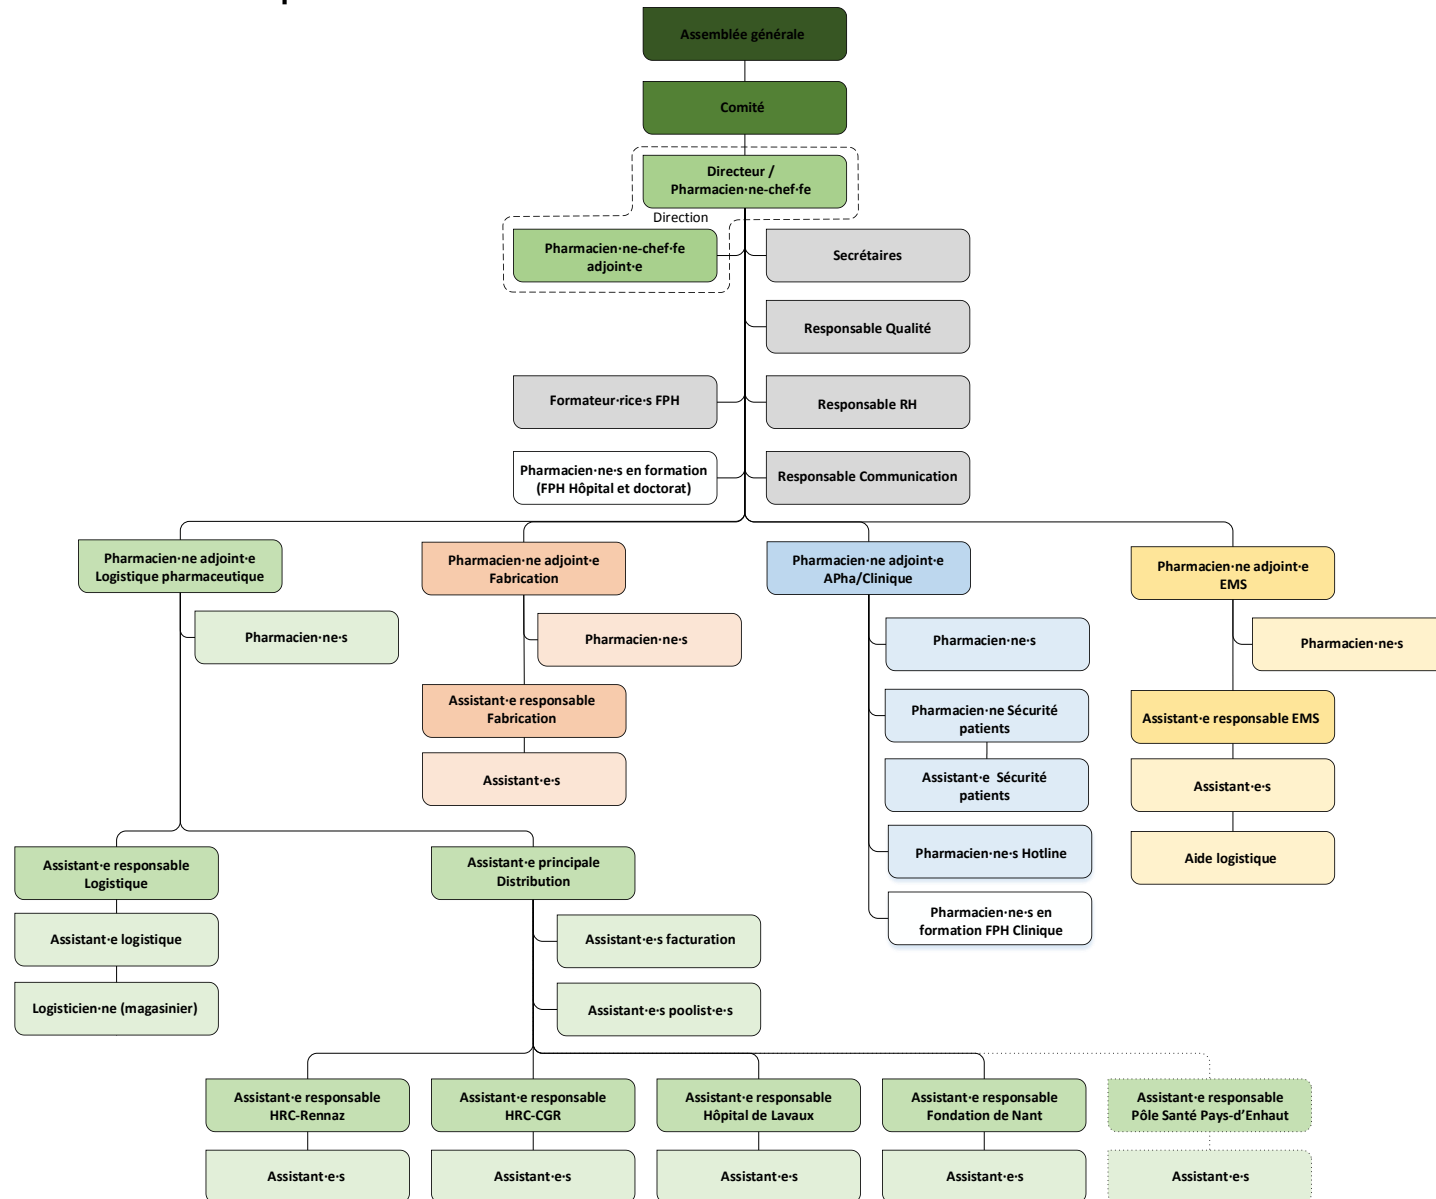 Assemblée générale
Comité
Directeur /
Pharmacien·ne-chef·fe
Direction
Pharmacien·ne-chef·fe
adjoint·e
Secrétaires
Responsable Qualité
Formateur·rice·s FPH
Responsable RH
Pharmacien·ne·s en formation
(FPH Hôpital et doctorat)
Responsable Communication
Pharmacien·ne adjoint·e
Logistique pharmaceutique
Pharmacien·ne adjoint·e
Fabrication
Pharmacien·ne adjoint·e
APha/Clinique
Pharmacien·ne adjoint·e
EMS
Pharmacien·ne·s
Pharmacien·ne·s
Pharmacien·ne·s
Pharmacien·ne·s
Assistant·e responsable
Fabrication
Pharmacien·ne Sécurité
patients
Assistant·e responsable EMS
Assistant·e·s
Assistant·e  Sécurité
patients
Assistant·e·s
Assistant·e responsable
Logistique
Assistant·e principale
Distribution
Pharmacien·ne·s Hotline
Aide logistique
Assistant·e logistique
Assistant·e·s facturation
Pharmacien·ne·s en
formation FPH Clinique
Logisticien·ne (magasinier)
Assistant·e·s poolist·e·s
Assistant·e responsable
HRC-Rennaz
Assistant·e responsable
HRC-CGR
Assistant·e responsable
Hôpital de Lavaux
Assistant·e responsable
Fondation de Nant
Assistant·e responsable
Pôle Santé Pays-d’Enhaut
Assistant·e·s
Assistant·e·s
Assistant·e·s
Assistant·e·s
Assistant·e·s